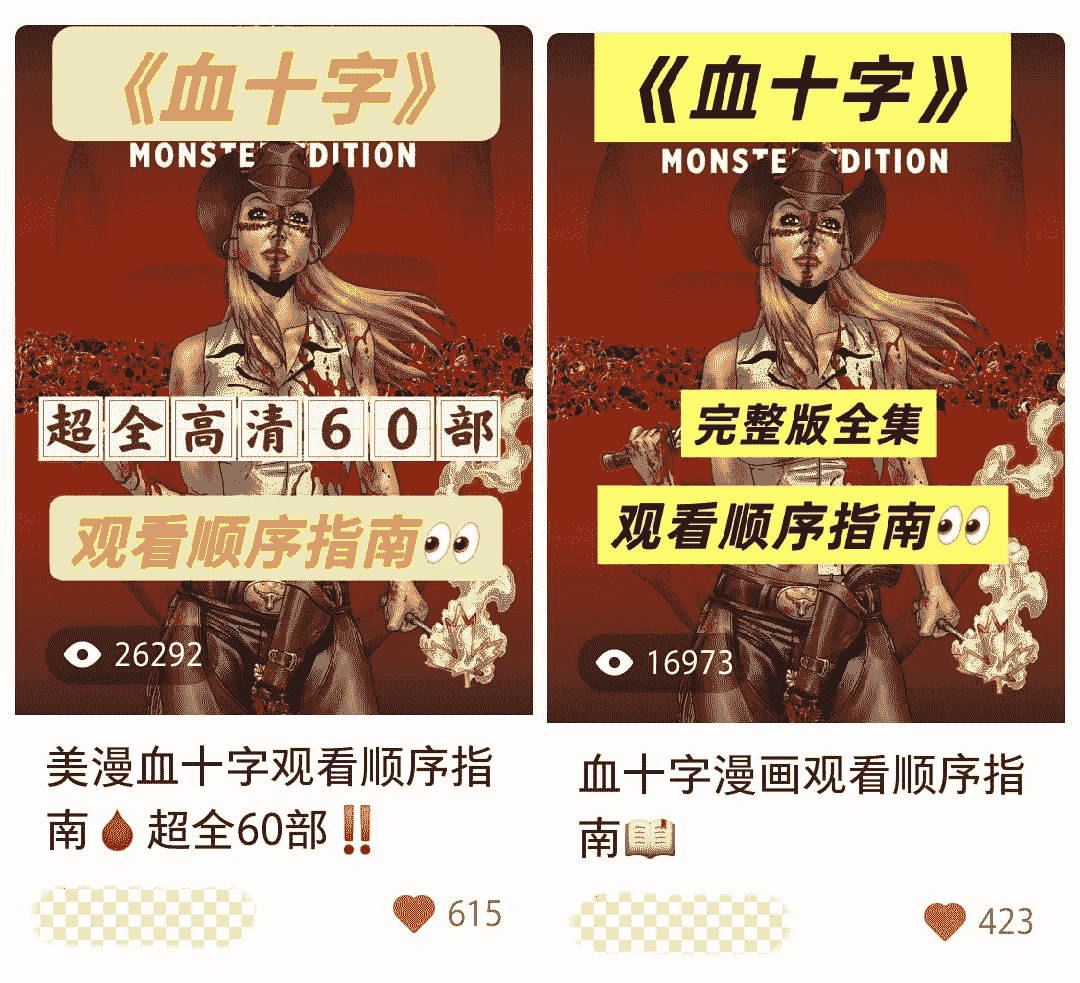 《血十字》
MONSTE EDITION
超全高清60部
观看顺序指南👀
26292
美漫血十字观看顺序指
南🩸超全60部‼️
615
《血十字》
MONSTE EDITION
完整版全集
观看顺序指南👀
16973
血十字漫画观看顺序指
南📖
423